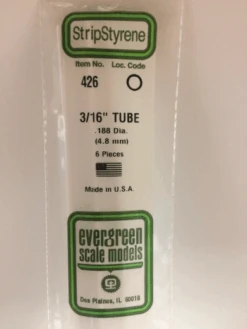 StripStyrene
Item No. Loc. Code
426 O
3/16" TUBE
.188 Dia.
(4.8 mm)
6 Pieces
Made in U.S.A.
evergreen
scale models
Des Plaines, IL 60018